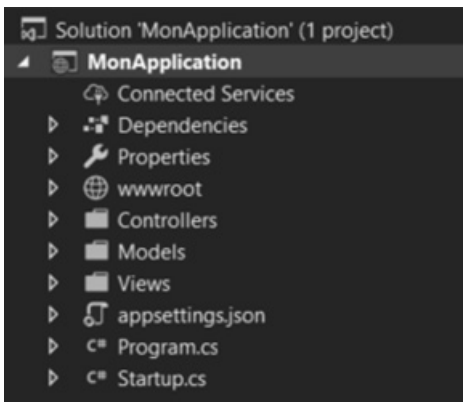 Solution 'MonApplication' (1 project)
MonApplication
Connected Services
Dependencies
Properties
wwwroot
Controllers
Models
Views
appsettings.json
C# Program.cs
C# Startup.cs